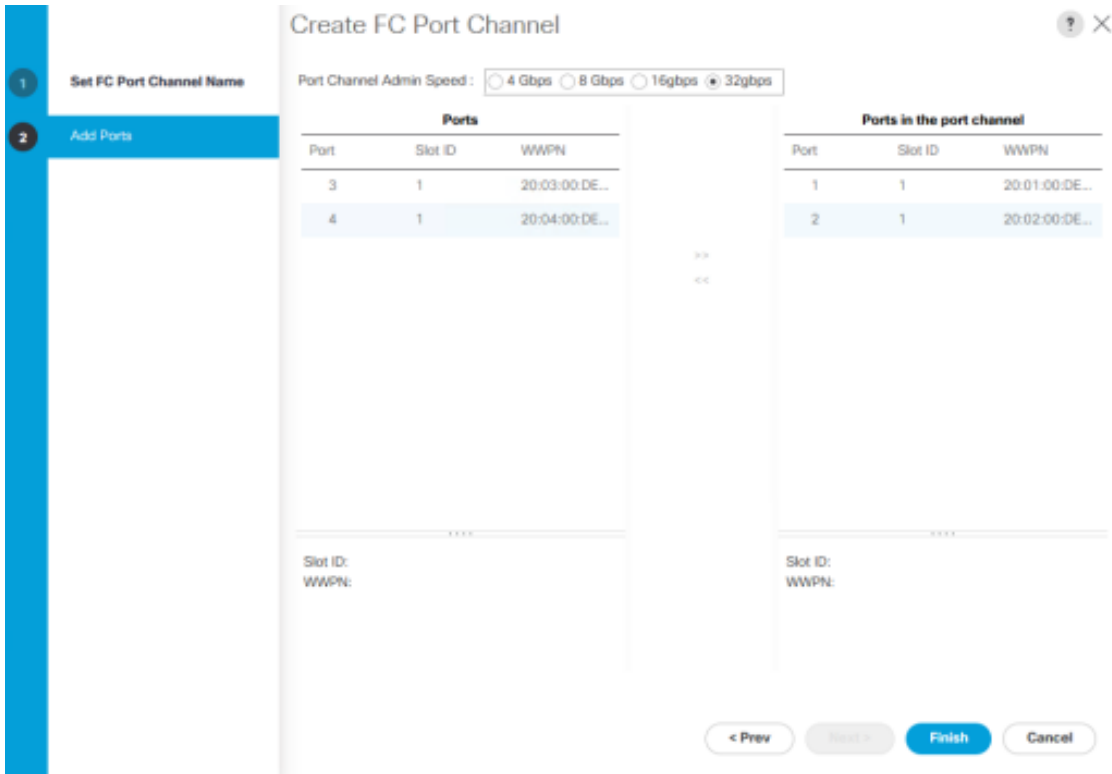 Create FC Port Channel
?
1 Set FC Port Channel Name
2 Add Ports
Port Channel Admin Speed : 4 Gbps 8 Gbps 16gbps 32gbps
Ports
Port Slot ID WWPN
3 1 20:03:00:DE...
4 1 20:04:00:DE...
>>
<<
Ports in the port channel
Port Slot ID WWPN
1 1 20:01:00:DE...
2 1 20:02:00:DE...
Slot ID:
WWPN:
Slot ID:
WWPN:
< Prev Next > Finish Cancel